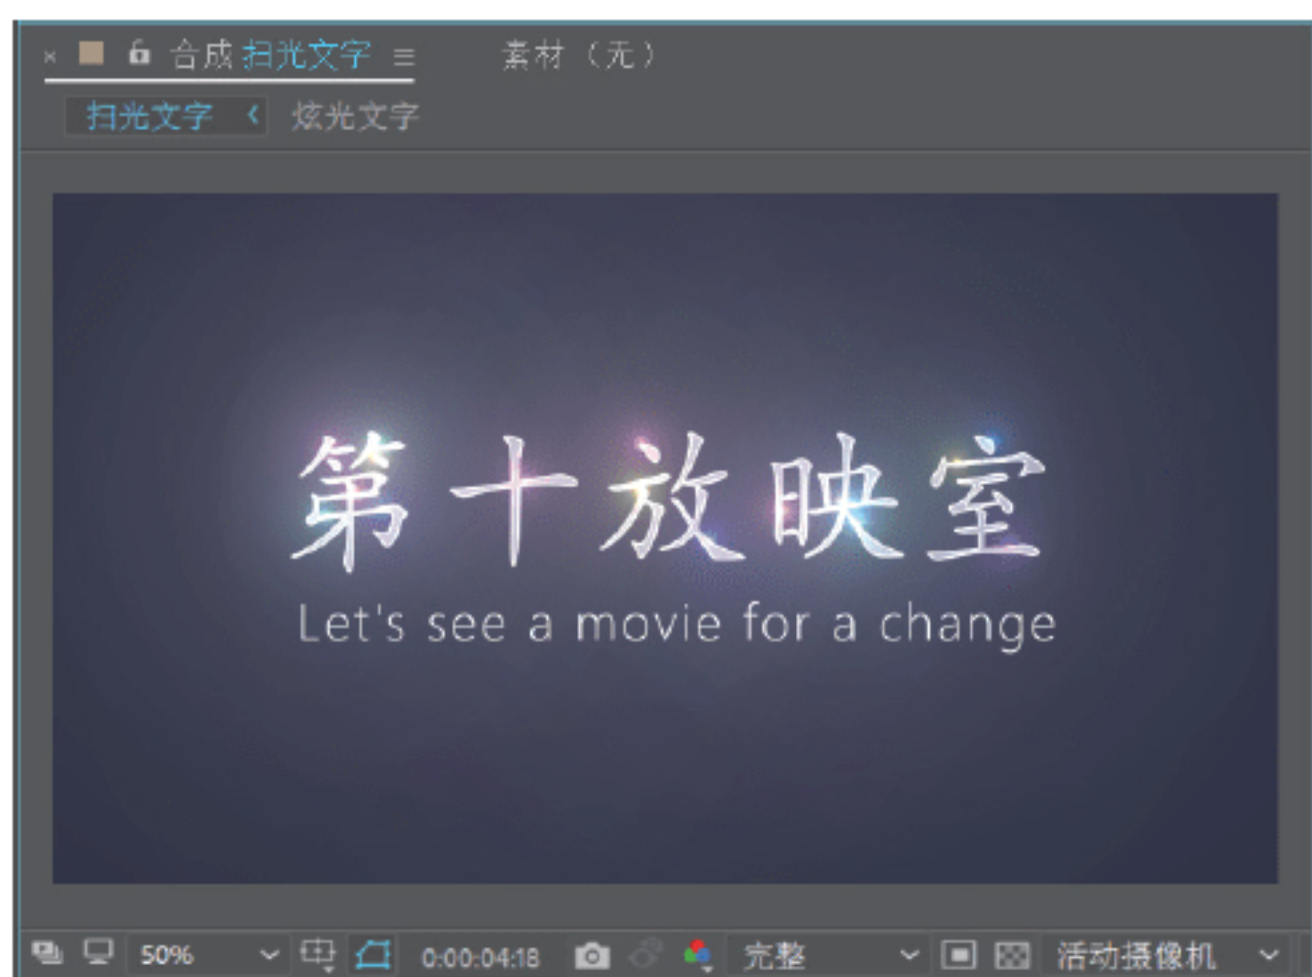 合成 扫光文字 素材（无）
扫光文字 炫光文字
第十放映室
Let's see a movie for a change
50% 0:00:04:18 完整 活动摄像机